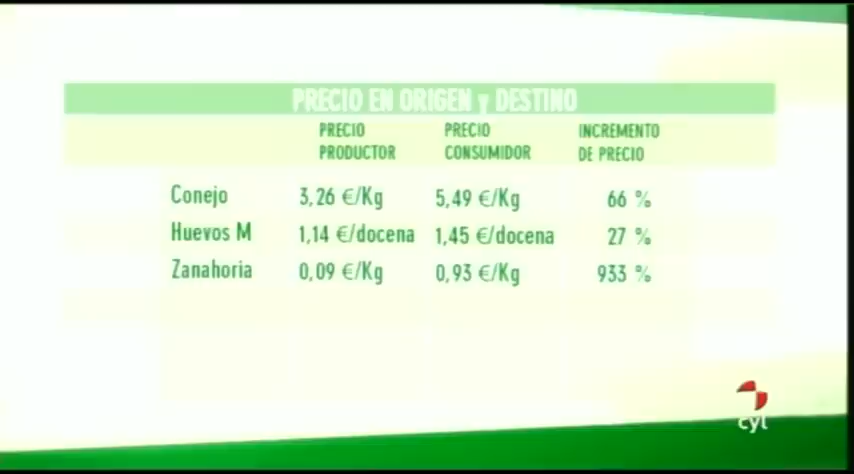 PRECIO EN ORIGEN y DESTINO
PRECIO PRODUCTOR PRECIO CONSUMIDOR INCREMENTO DE PRECIO
Conejo 3,26 €/Kg 5,49 €/Kg 66 %
Huevos M 1,14 €/docena 1,45 €/docena 27 %
Zanahoria 0,09 €/Kg 0,93 €/Kg 933 %
cyl